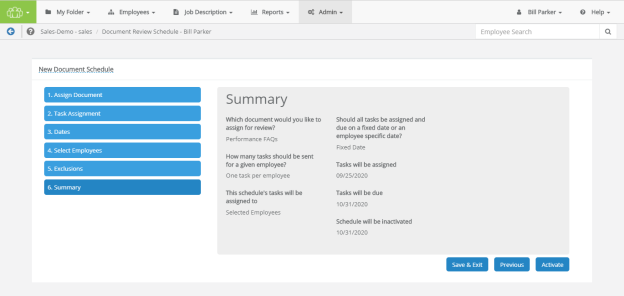 My Folder Employees Job Description Reports Admin Bill Parker Help
Sales-Demo - sales / Document Review Schedule - Bill Parker Employee Search
New Document Schedule
1. Assign Document
2. Task Assignment
3. Dates
4. Select Employees
5. Exclusions
6. Summary
Summary
Which document would you like to
assign for review?
Performance FAQs
How many tasks should be sent
for a given employee?
One task per employee
This schedule's tasks will be
assigned to
Selected Employees
Should all tasks be assigned and
due on a fixed date or an
employee specific date?
Fixed Date
Tasks will be assigned
09/25/2020
Tasks will be due
10/31/2020
Schedule will be inactivated
10/31/2020
Save & Exit Previous Activate